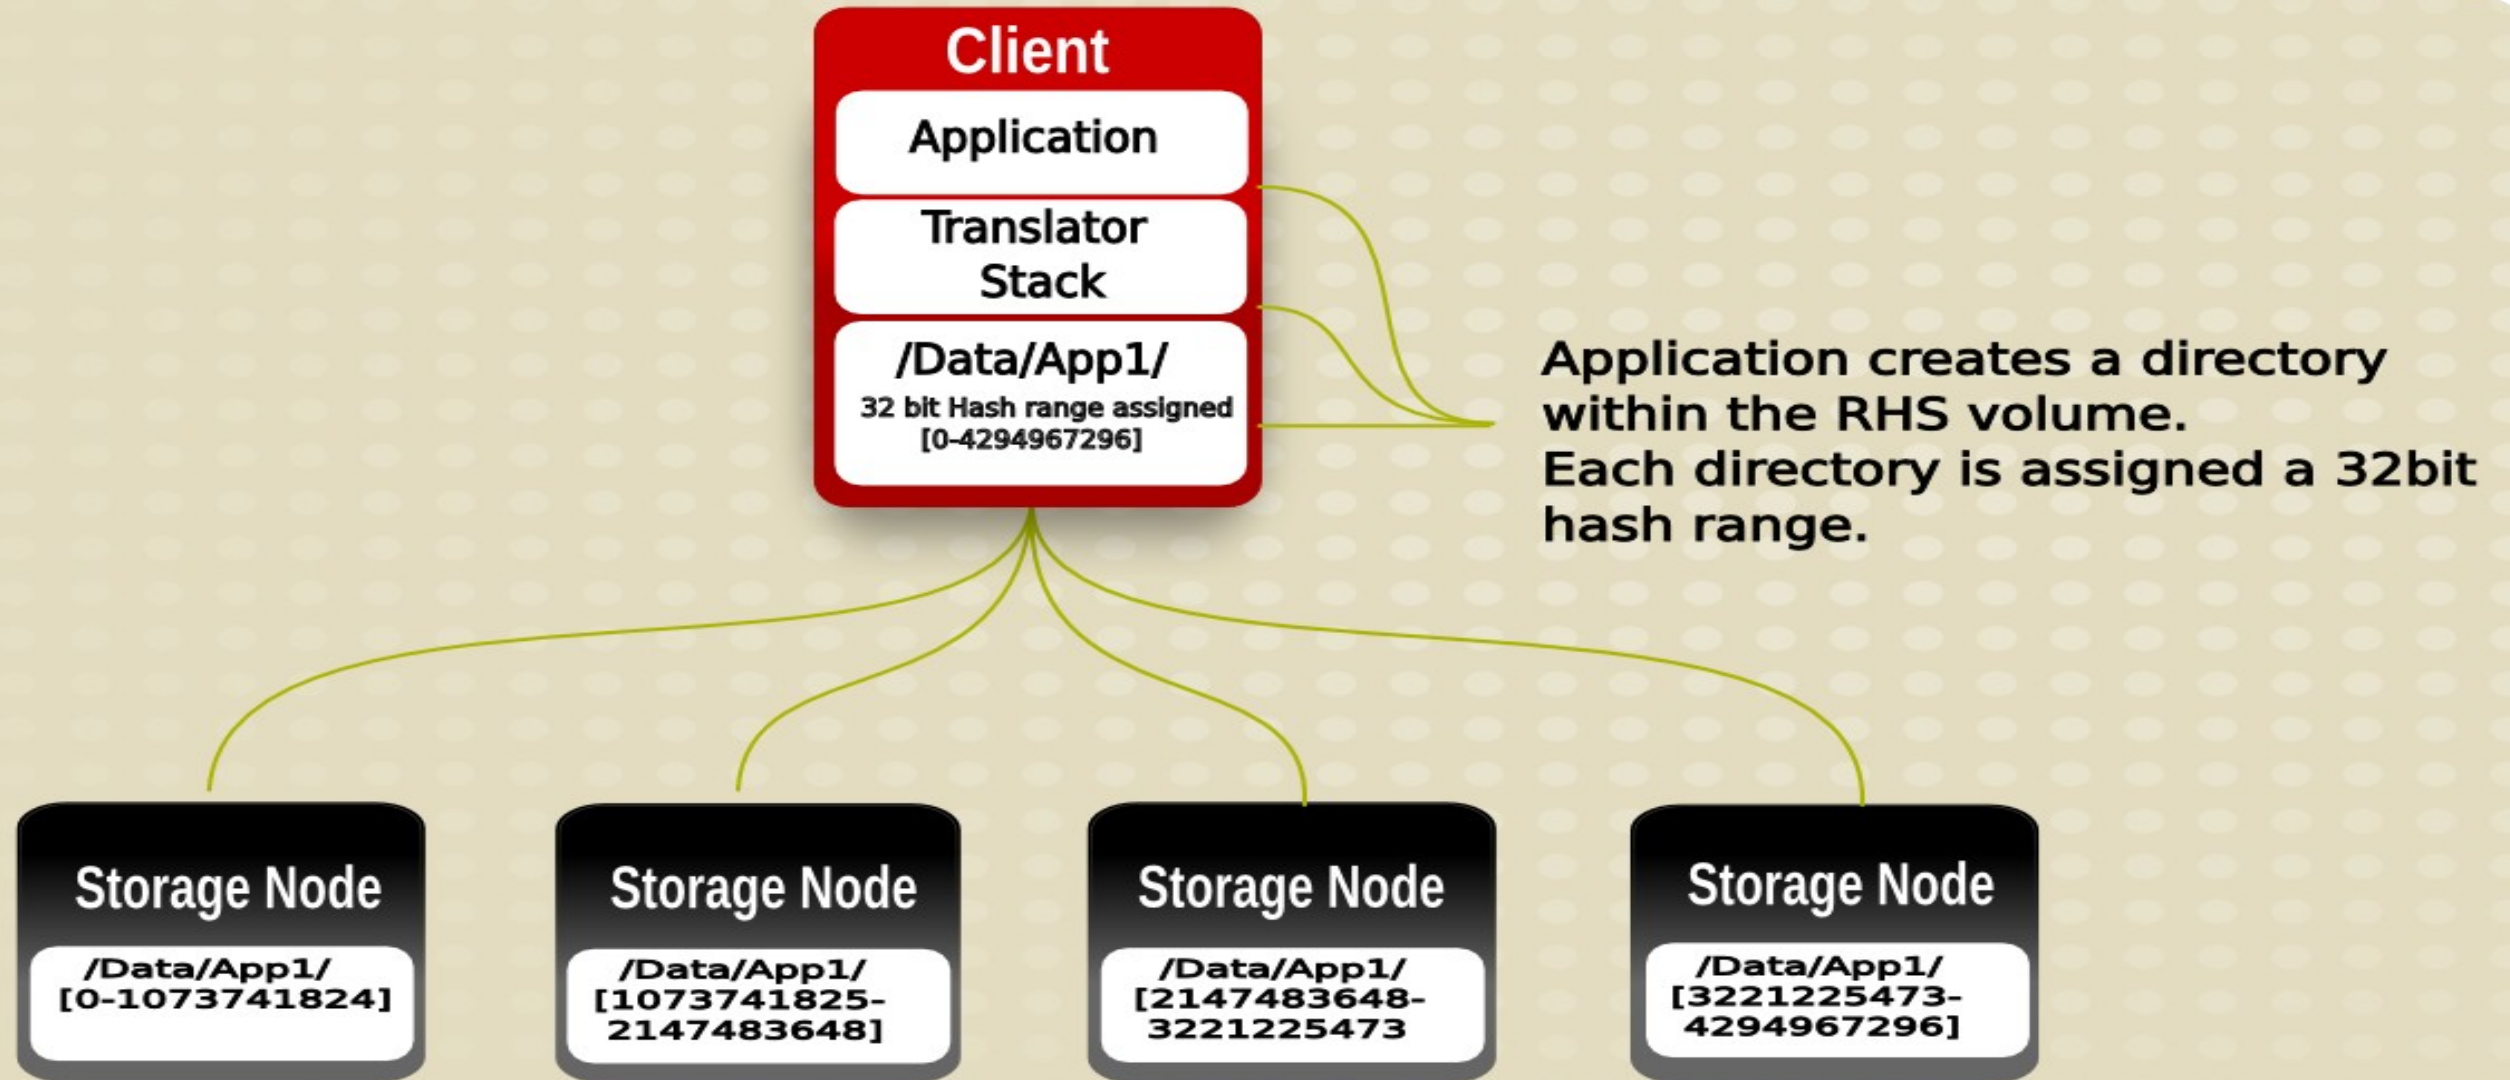 Client
Application
Translator
Stack
/Data/App1/
32 bit Hash range assigned
[0-4294967296]
Application creates a directory
within the RHS volume.
Each directory is assigned a 32bit
hash range.
Storage Node
/Data/App1/
[0-1073741824]
Storage Node
/Data/App1/
[1073741825-
2147483648]
Storage Node
/Data/App1/
[2147483648-
3221225473
Storage Node
/Data/App1/
[3221225473-
4294967296]